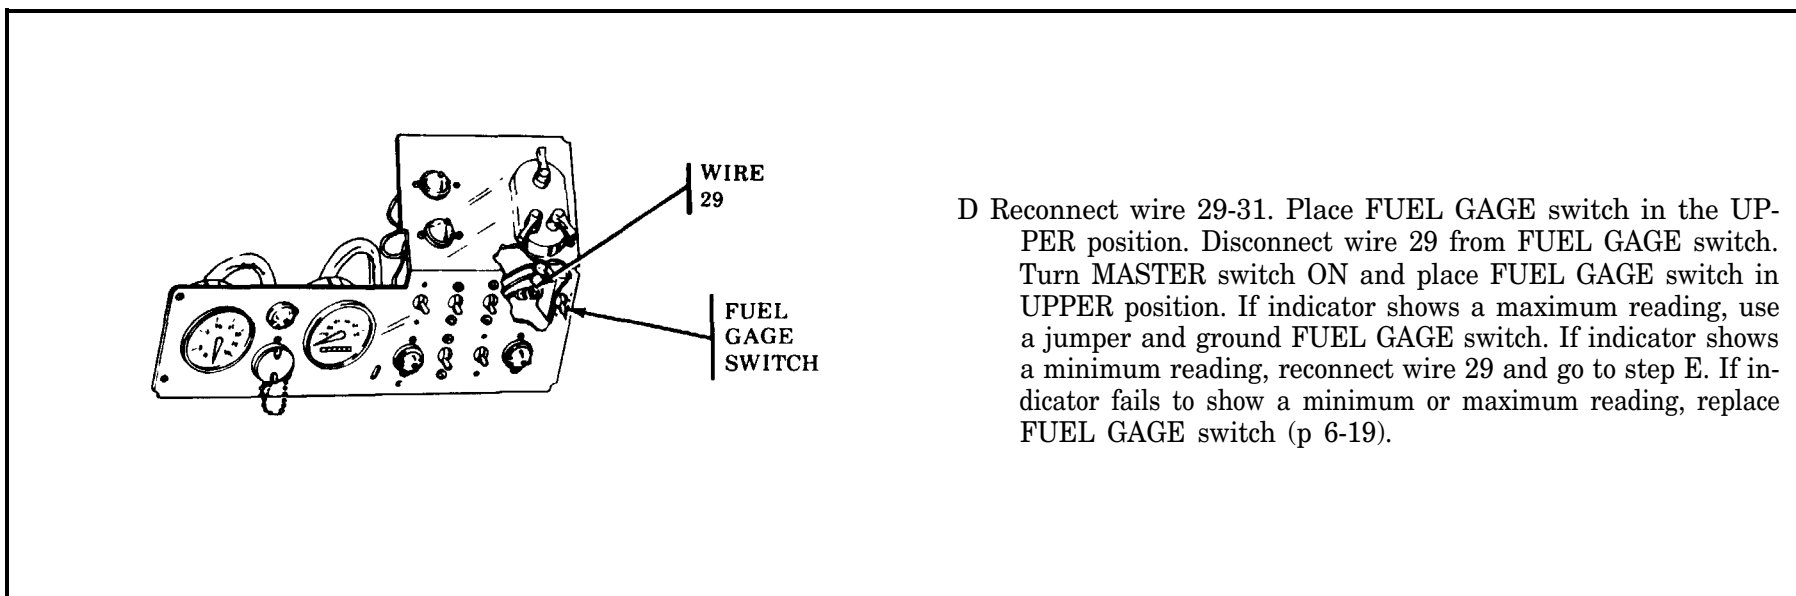 WIRE
29
FUEL
GAGE
SWITCH
D Reconnect wire 29-31. Place FUEL GAGE switch in the UP-
PER position. Disconnect wire 29 from FUEL GAGE switch.
Turn MASTER switch ON and place FUEL GAGE switch in
UPPER position. If indicator shows a maximum reading, use
a jumper and ground FUEL GAGE switch. If indicator shows
a minimum reading, reconnect wire 29 and go to step E. If in-
dicator fails to show a minimum or maximum reading, replace
FUEL GAGE switch (p 6-19).